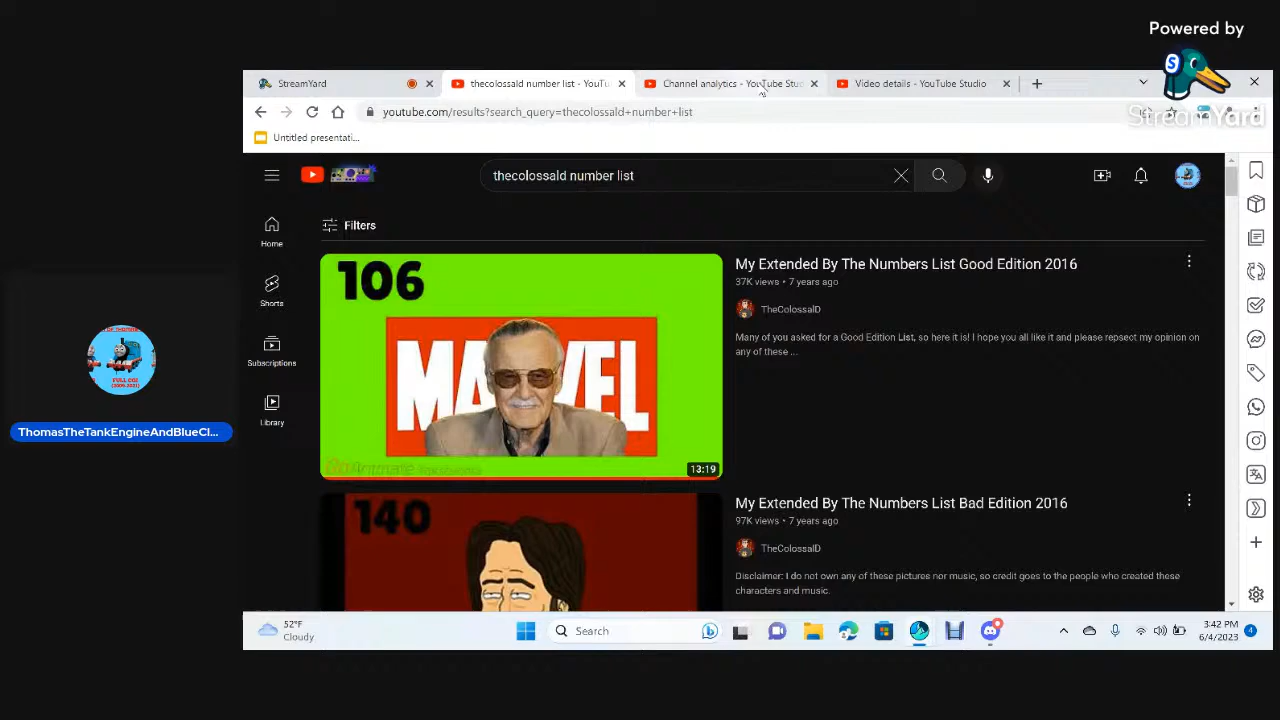 Powered by
StreamYard
StreamYard
thecolossald number list - YouTu
Channel analytics - YouTube Stud
Video details - YouTube Studio
youtube.com/results?search_query=thecolossald+number+list
Untitled presentati...
thecolossald number list
Home
Shorts
Subscriptions
Library
Filters
106
MARVEL
GoAnimate
13:19
My Extended By The Numbers List Good Edition 2016
37K views • 7 years ago
TheColossalD
Many of you asked for a Good Edition List, so here it is! I hope you all like it and please repsect my opinion on
any of these ...
140
My Extended By The Numbers List Bad Edition 2016
97K views • 7 years ago
TheColossalD
Disclaimer: I do not own any of these pictures nor music, so credit goes to the people who created these
characters and music.
FULL CGI
ThomasTheTankEngineAndBlueCl...
52°F
Cloudy
Search
3:42 PM
6/4/2023
4